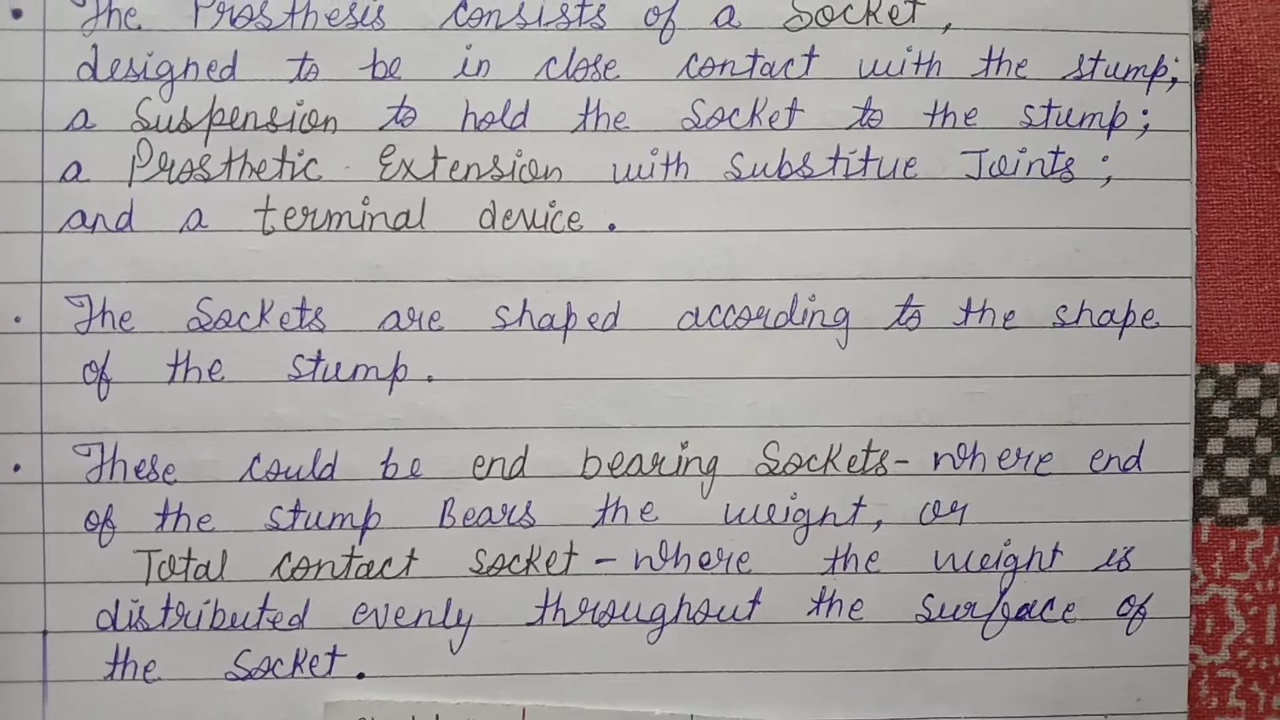 • The Prosthesis consists of a Socket,
designed to be in close contact with the stump;
a Suspension to hold the Socket to the stump;
a Prosthetic Extension with Substitue Joints;
and a terminal device.
• The Sockets are shaped according to the shape
of the stump.
• These could be end bearing Sockets - where end
of the stump Bears the weight, or
Total contact socket - where the weight is
distributed evenly throughout the surface of
the Socket.